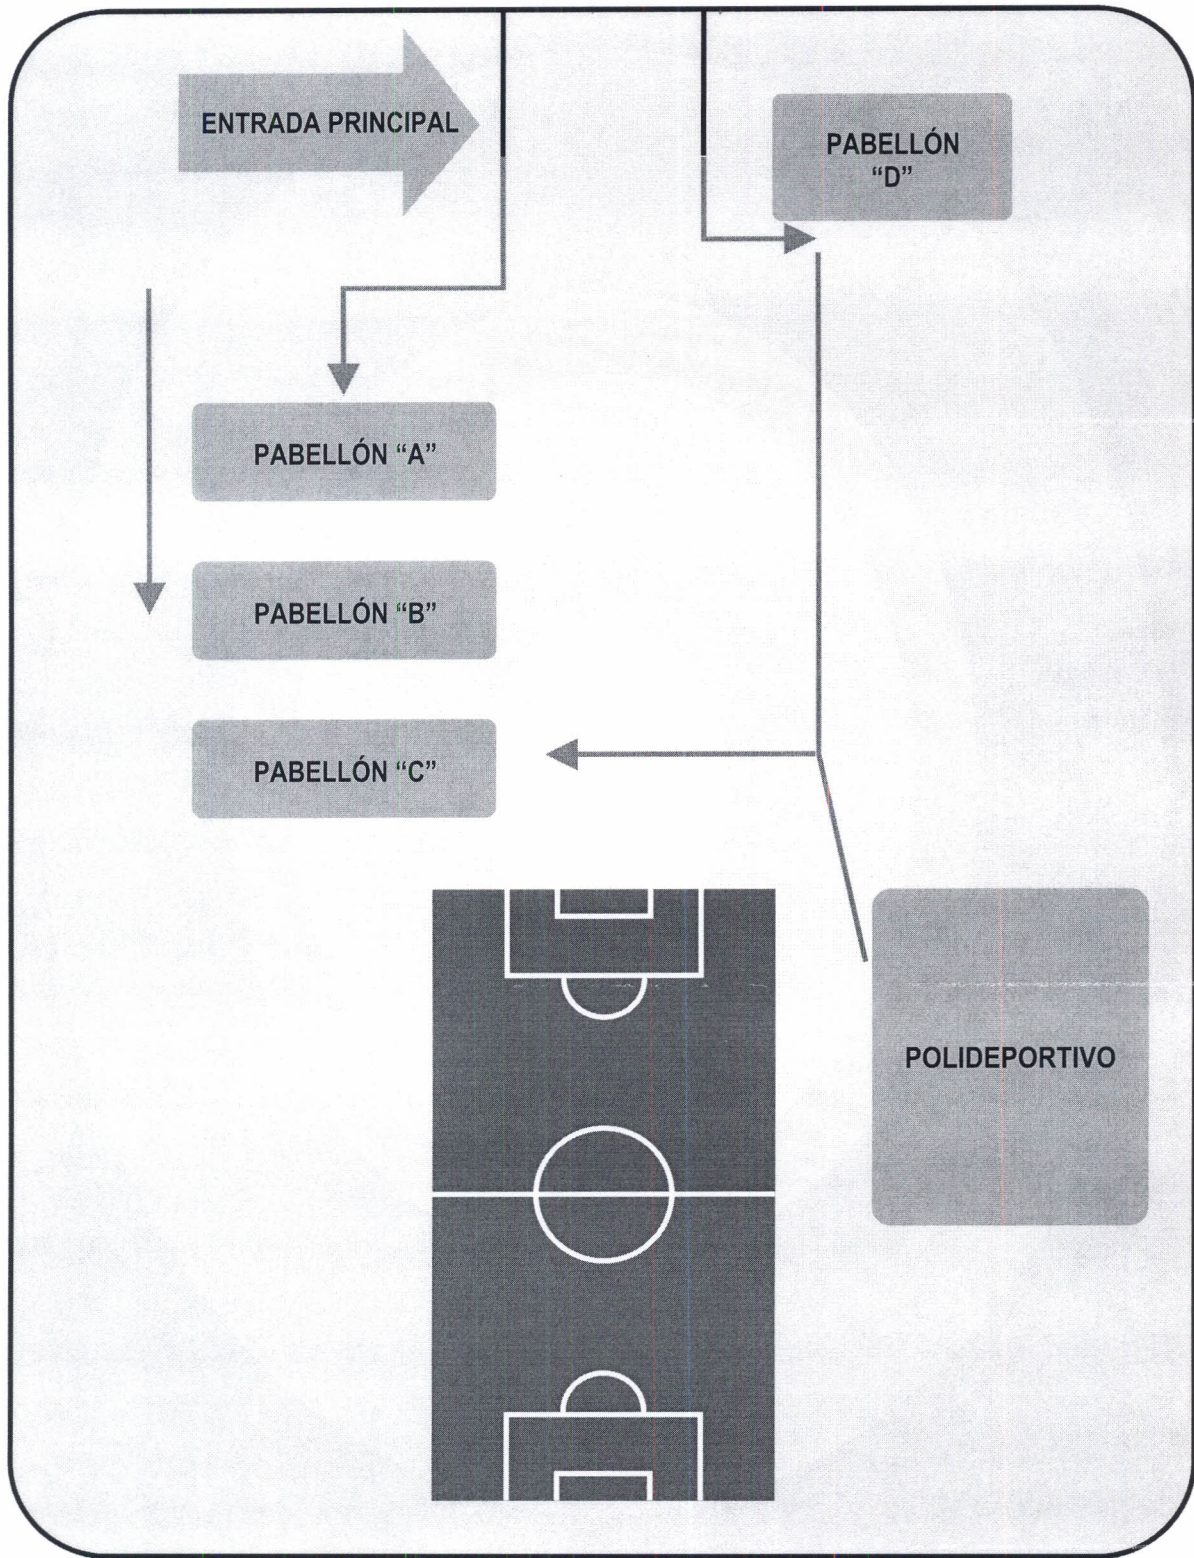 ENTRADA PRINCIPAL
PABELLÓN
“D”
PABELLÓN “A”
PABELLÓN “B”
PABELLÓN “C”
POLIDEPORTIVO